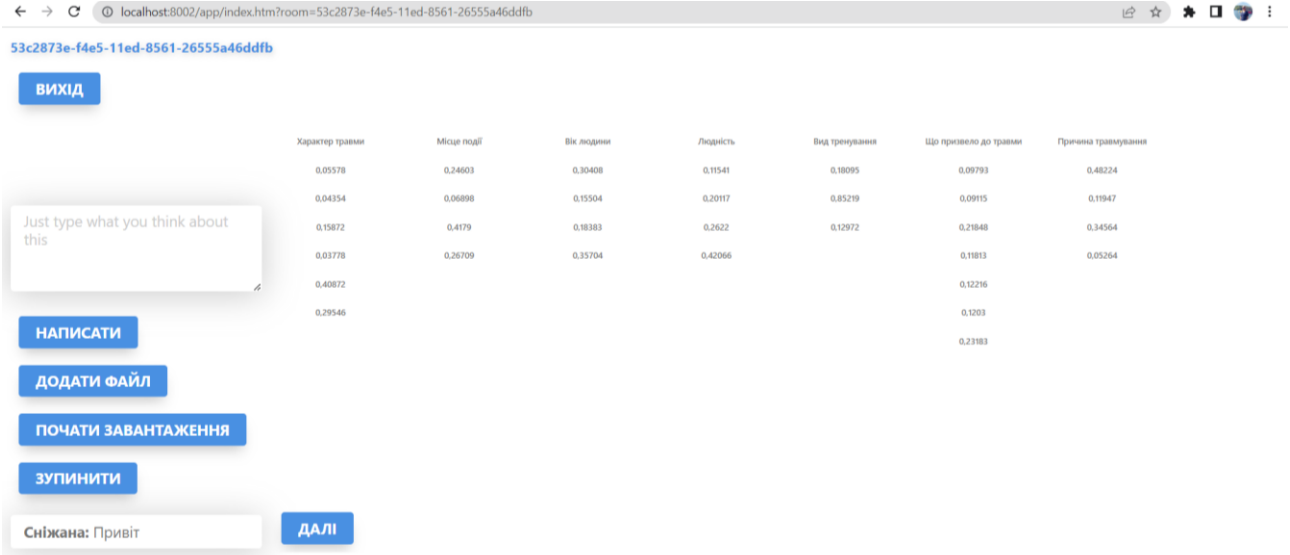 localhost:8002/app/index.htm?room=53c2873e-f4e5-11ed-8561-26555a46ddfb
53c2873e-f4e5-11ed-8561-26555a46ddfb
ВИХІД
Характер травми Місце події Вік людини Людність Вид тренування Що призвело до травми Причина травмування
0,05578 0,24603 0,30408 0,11541 0,18095 0,09793 0,48224
0,04354 0,06898 0,15504 0,20117 0,85219 0,09115 0,11947
0,15872 0,4179 0,18383 0,2622 0,12972 0,21848 0,34564
0,03778 0,26709 0,35704 0,42066 0,11813 0,05264
0,40872 0,12216
0,29546 0,1203
0,23183
Just type what you think about
this
НАПИСАТИ
ДОДАТИ ФАЙЛ
ПОЧАТИ ЗАВАНТАЖЕННЯ
ЗУПИНИТИ
Сніжана: Привіт
ДАЛІ